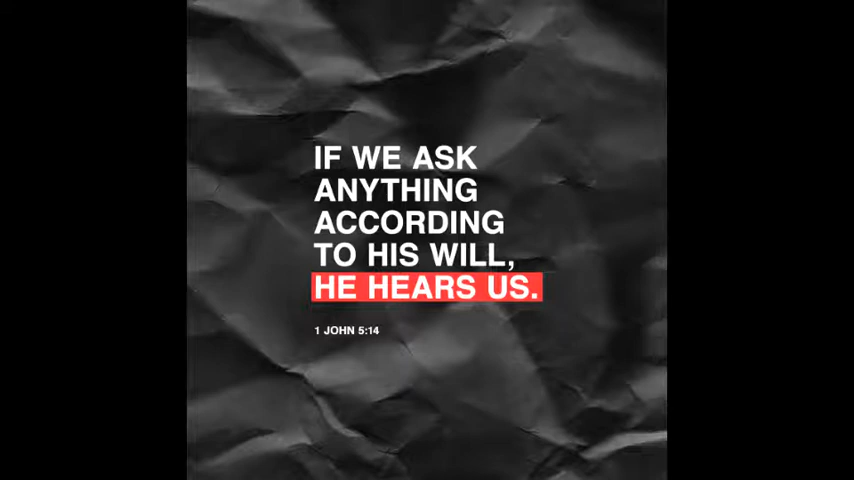 IF WE ASK
ANYTHING
ACCORDING
TO HIS WILL,
HE HEARS US.
1 JOHN 5:14